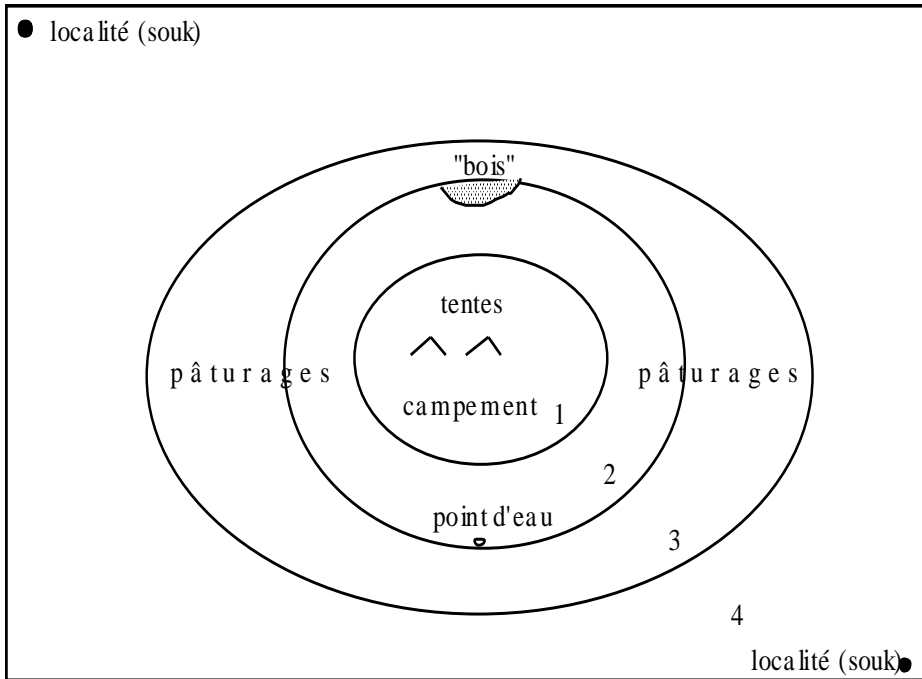 localité (souk)
"bois"
tentes
pâturages
pâturages
campement
1
2
point d'eau
3
4
localité (souk)